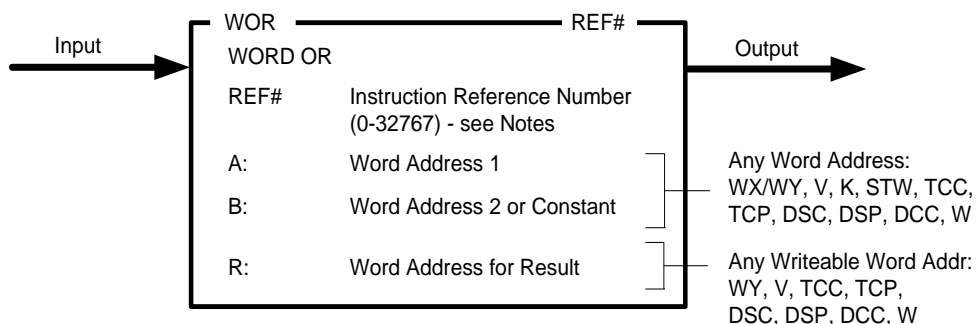 WOR REF#
Input
Output
WORD OR
REF# Instruction Reference Number
(0-32767) - see Notes
A: Word Address 1
B: Word Address 2 or Constant
Any Word Address:
WX/WY, V, K, STW, TCC,
TCP, DSC, DSP, DCC, W
R: Word Address for Result
Any Writeable Word Addr:
WY, V, TCC, TCP,
DSC, DSP, DCC, W